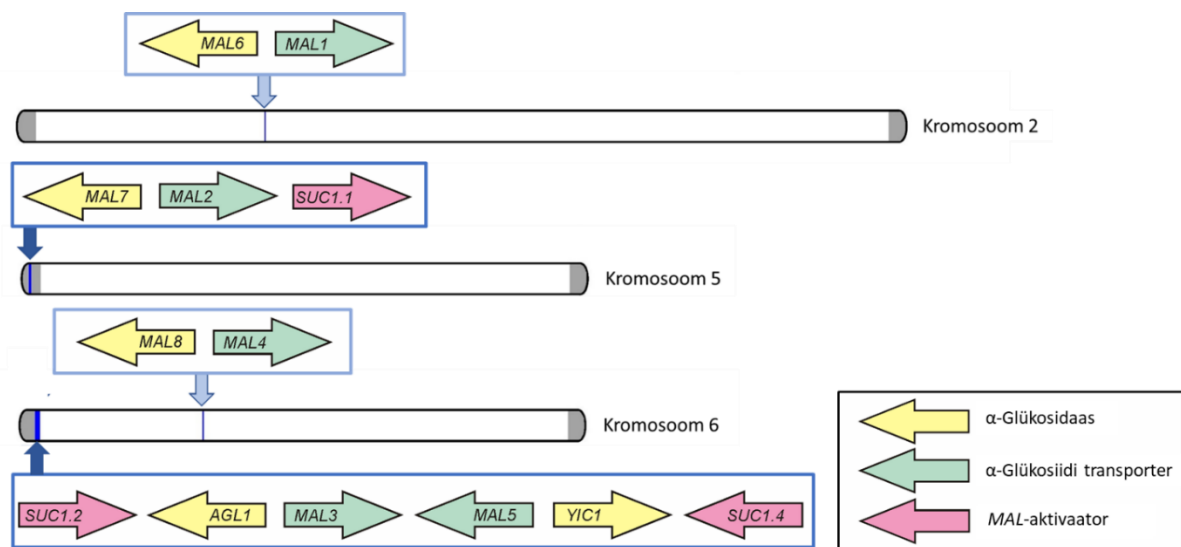 MAL6 MAL1
Kromosoom 2
MAL7 MAL2 SUC1.1
Kromosoom 5
MAL8 MAL4
Kromosoom 6
SUC1.2 AGL1 MAL3 MAL5 YIC1 SUC1.4
α-Glükosidaas
α-Glükosiidi transporter
MAL-aktivaator